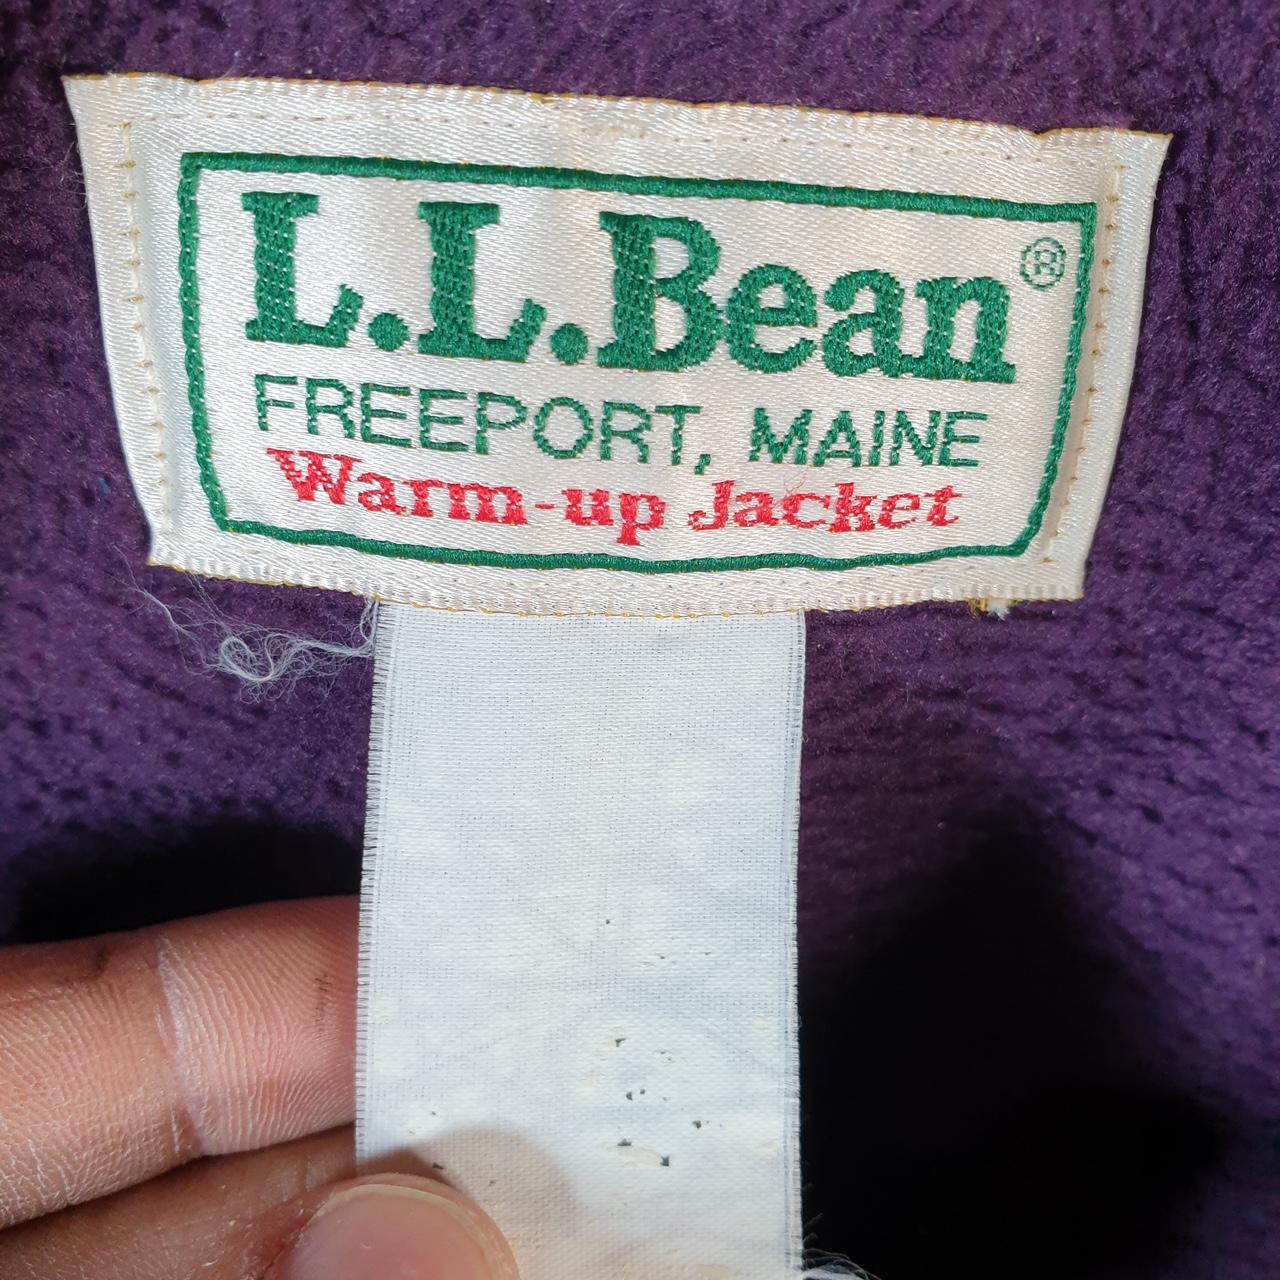 L.L.Bean®
FREEPORT, MAINE
Warm-up Jacket